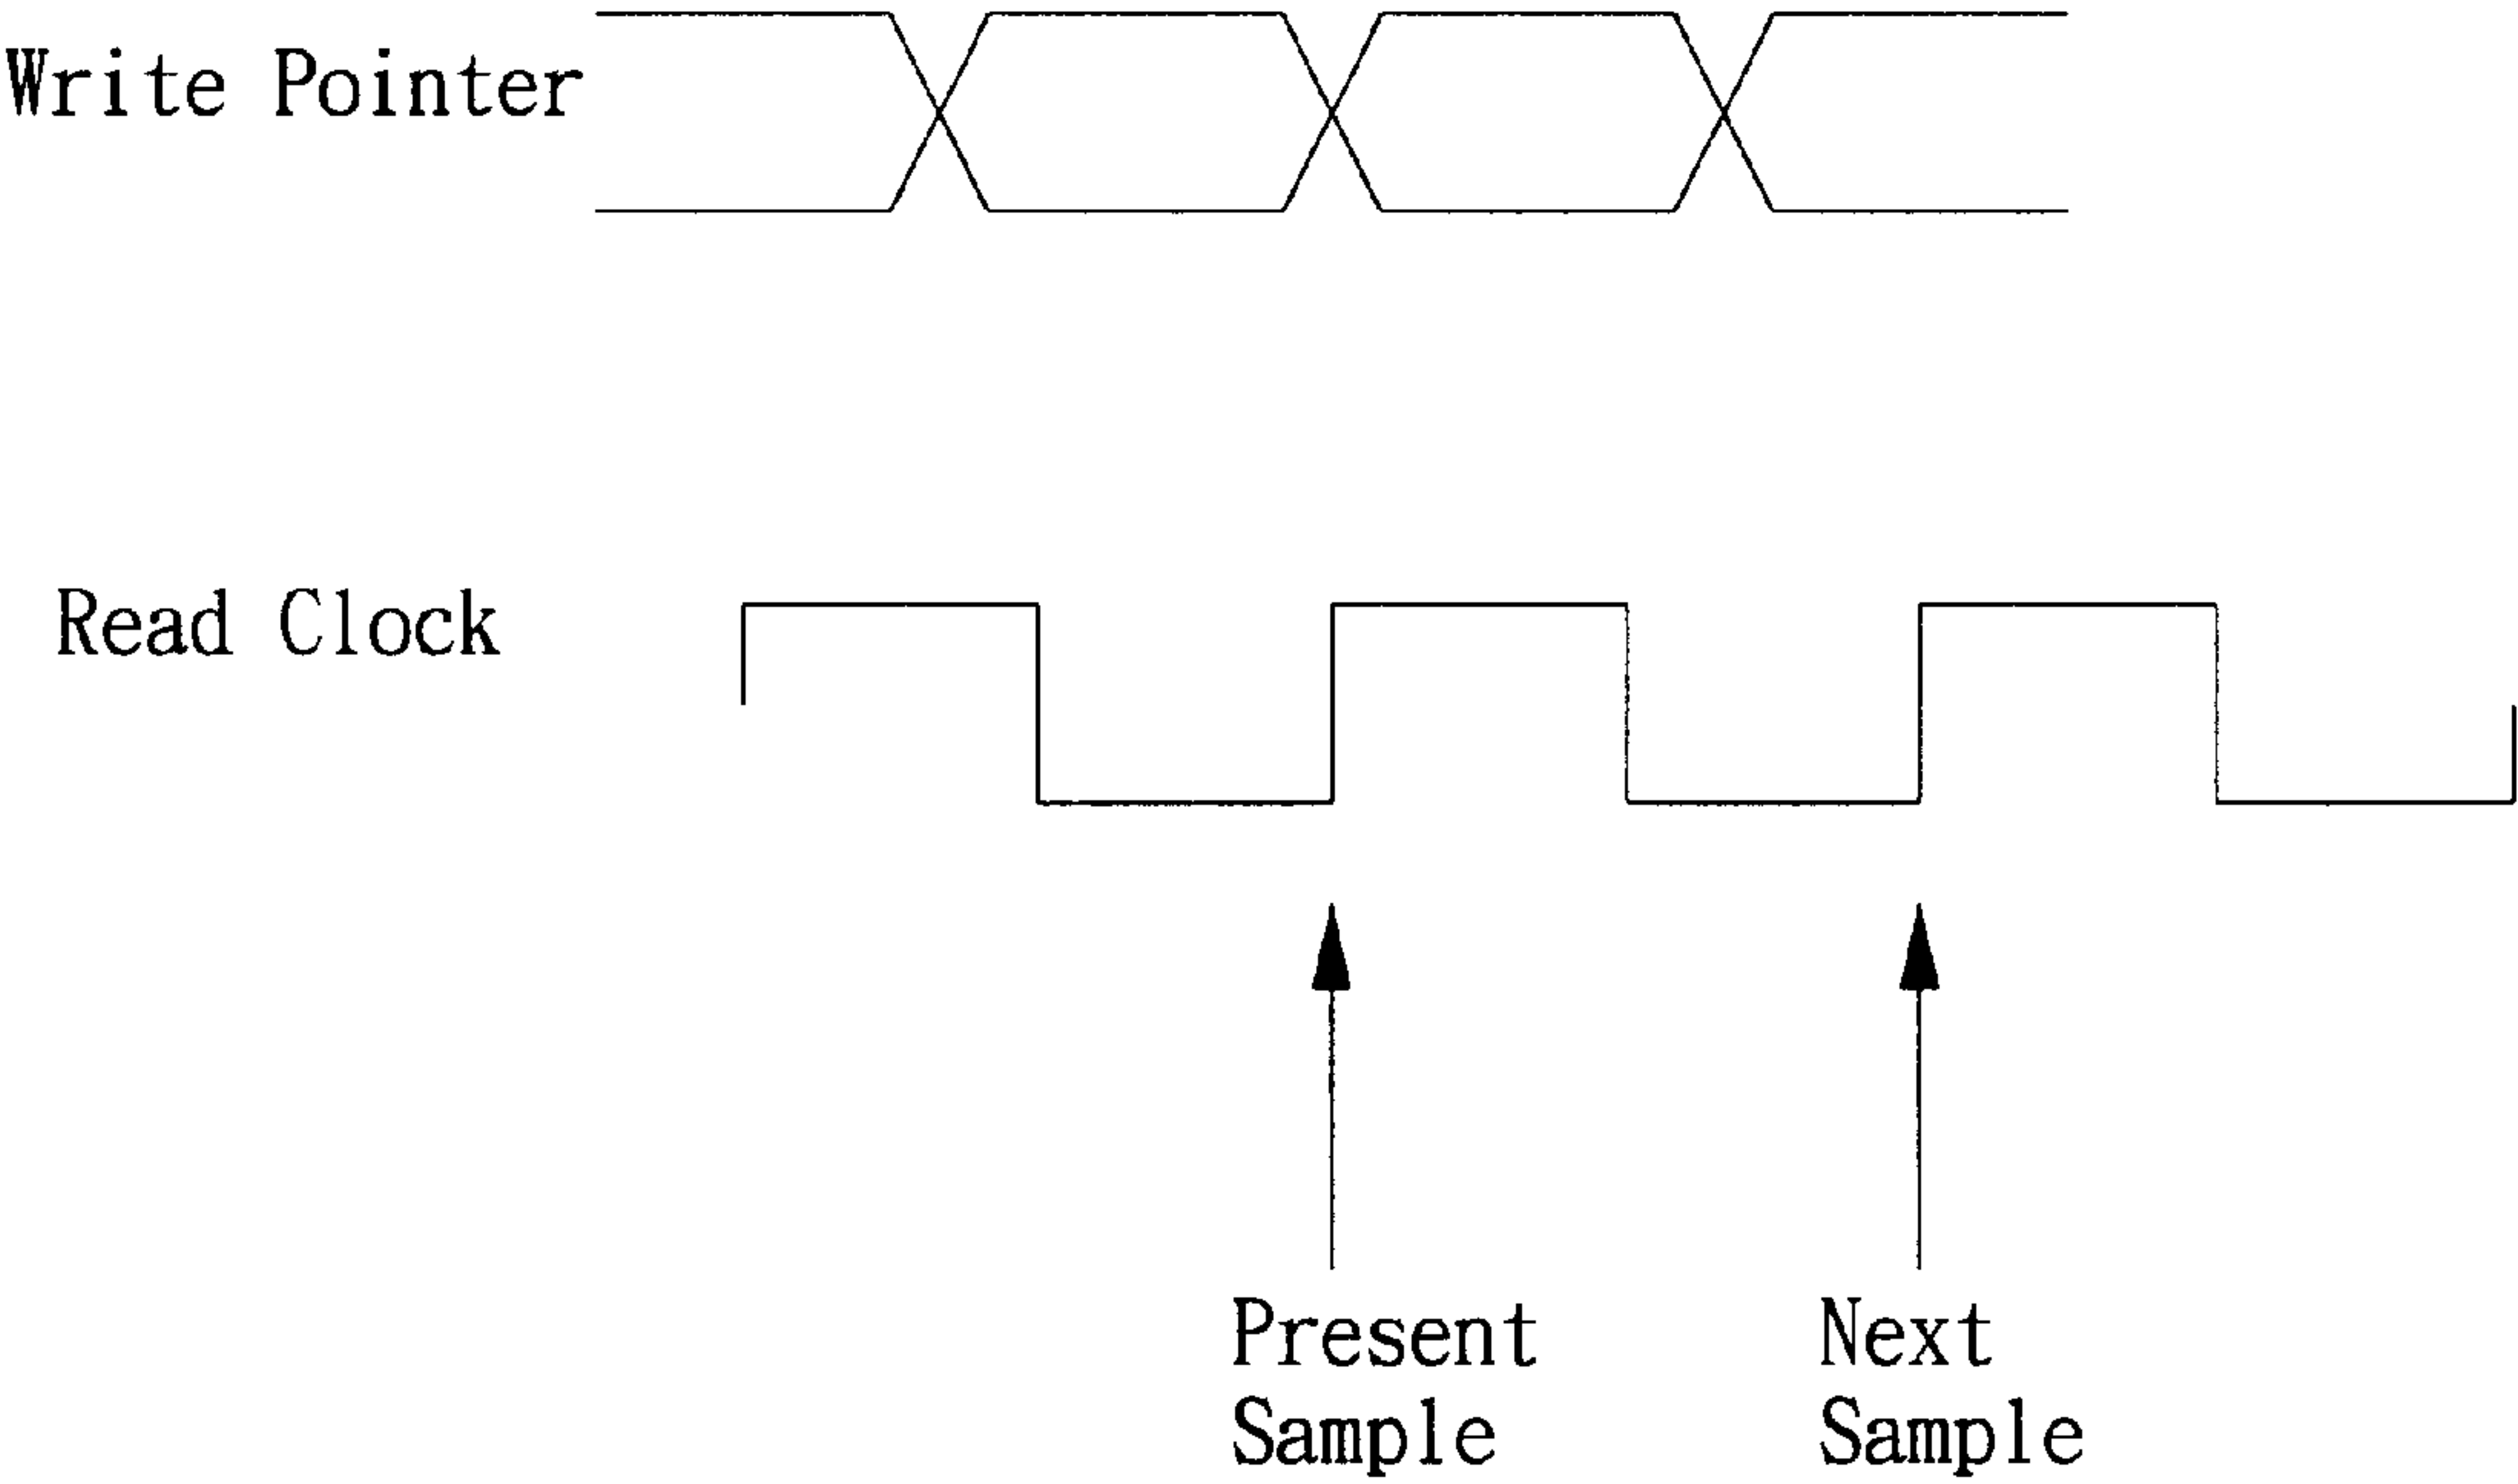 Write Pointer
Read Clock
Present
Sample
Next
Sample